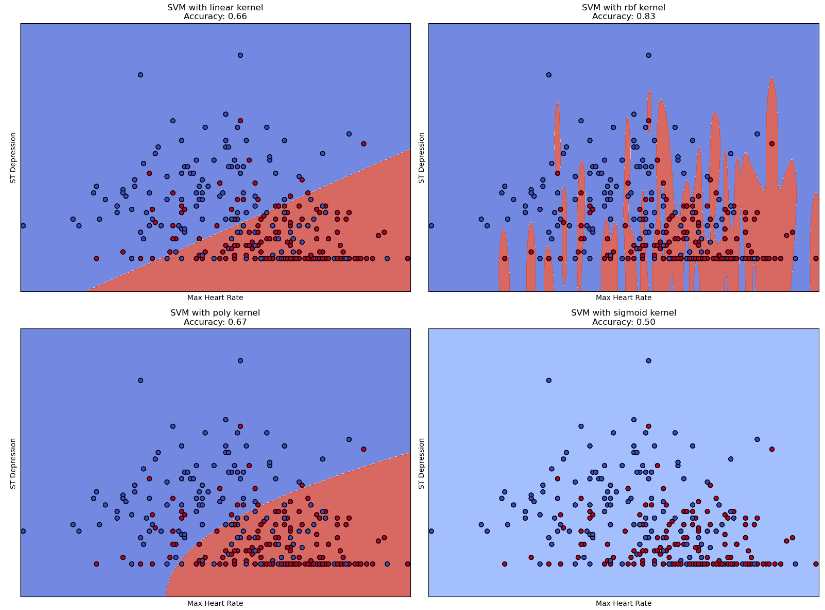 SVM with linear kernel
Accuracy: 0.66
ST Depression
Max Heart Rate
SVM with rbf kernel
Accuracy: 0.83
ST Depression
Max Heart Rate
SVM with poly kernel
Accuracy: 0.67
ST Depression
Max Heart Rate
SVM with sigmoid kernel
Accuracy: 0.50
ST Depression
Max Heart Rate